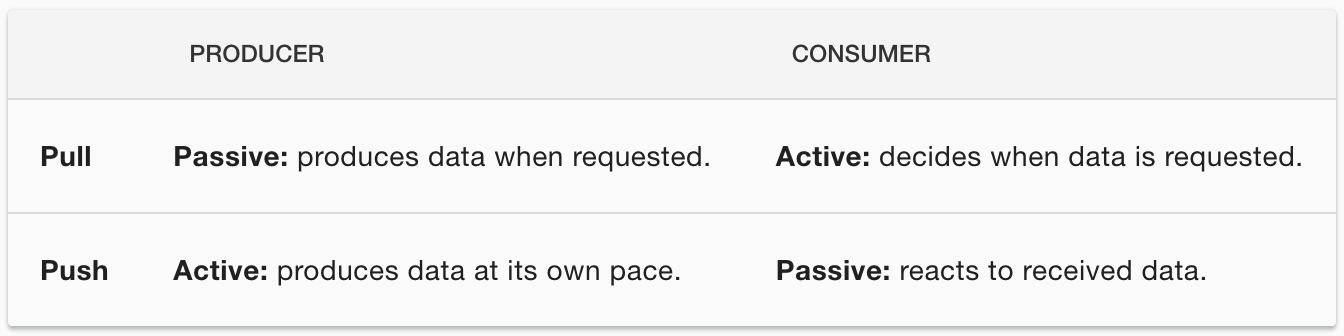 PRODUCER CONSUMER
Pull Passive: produces data when requested. Active: decides when data is requested.
Push Active: produces data at its own pace. Passive: reacts to received data.